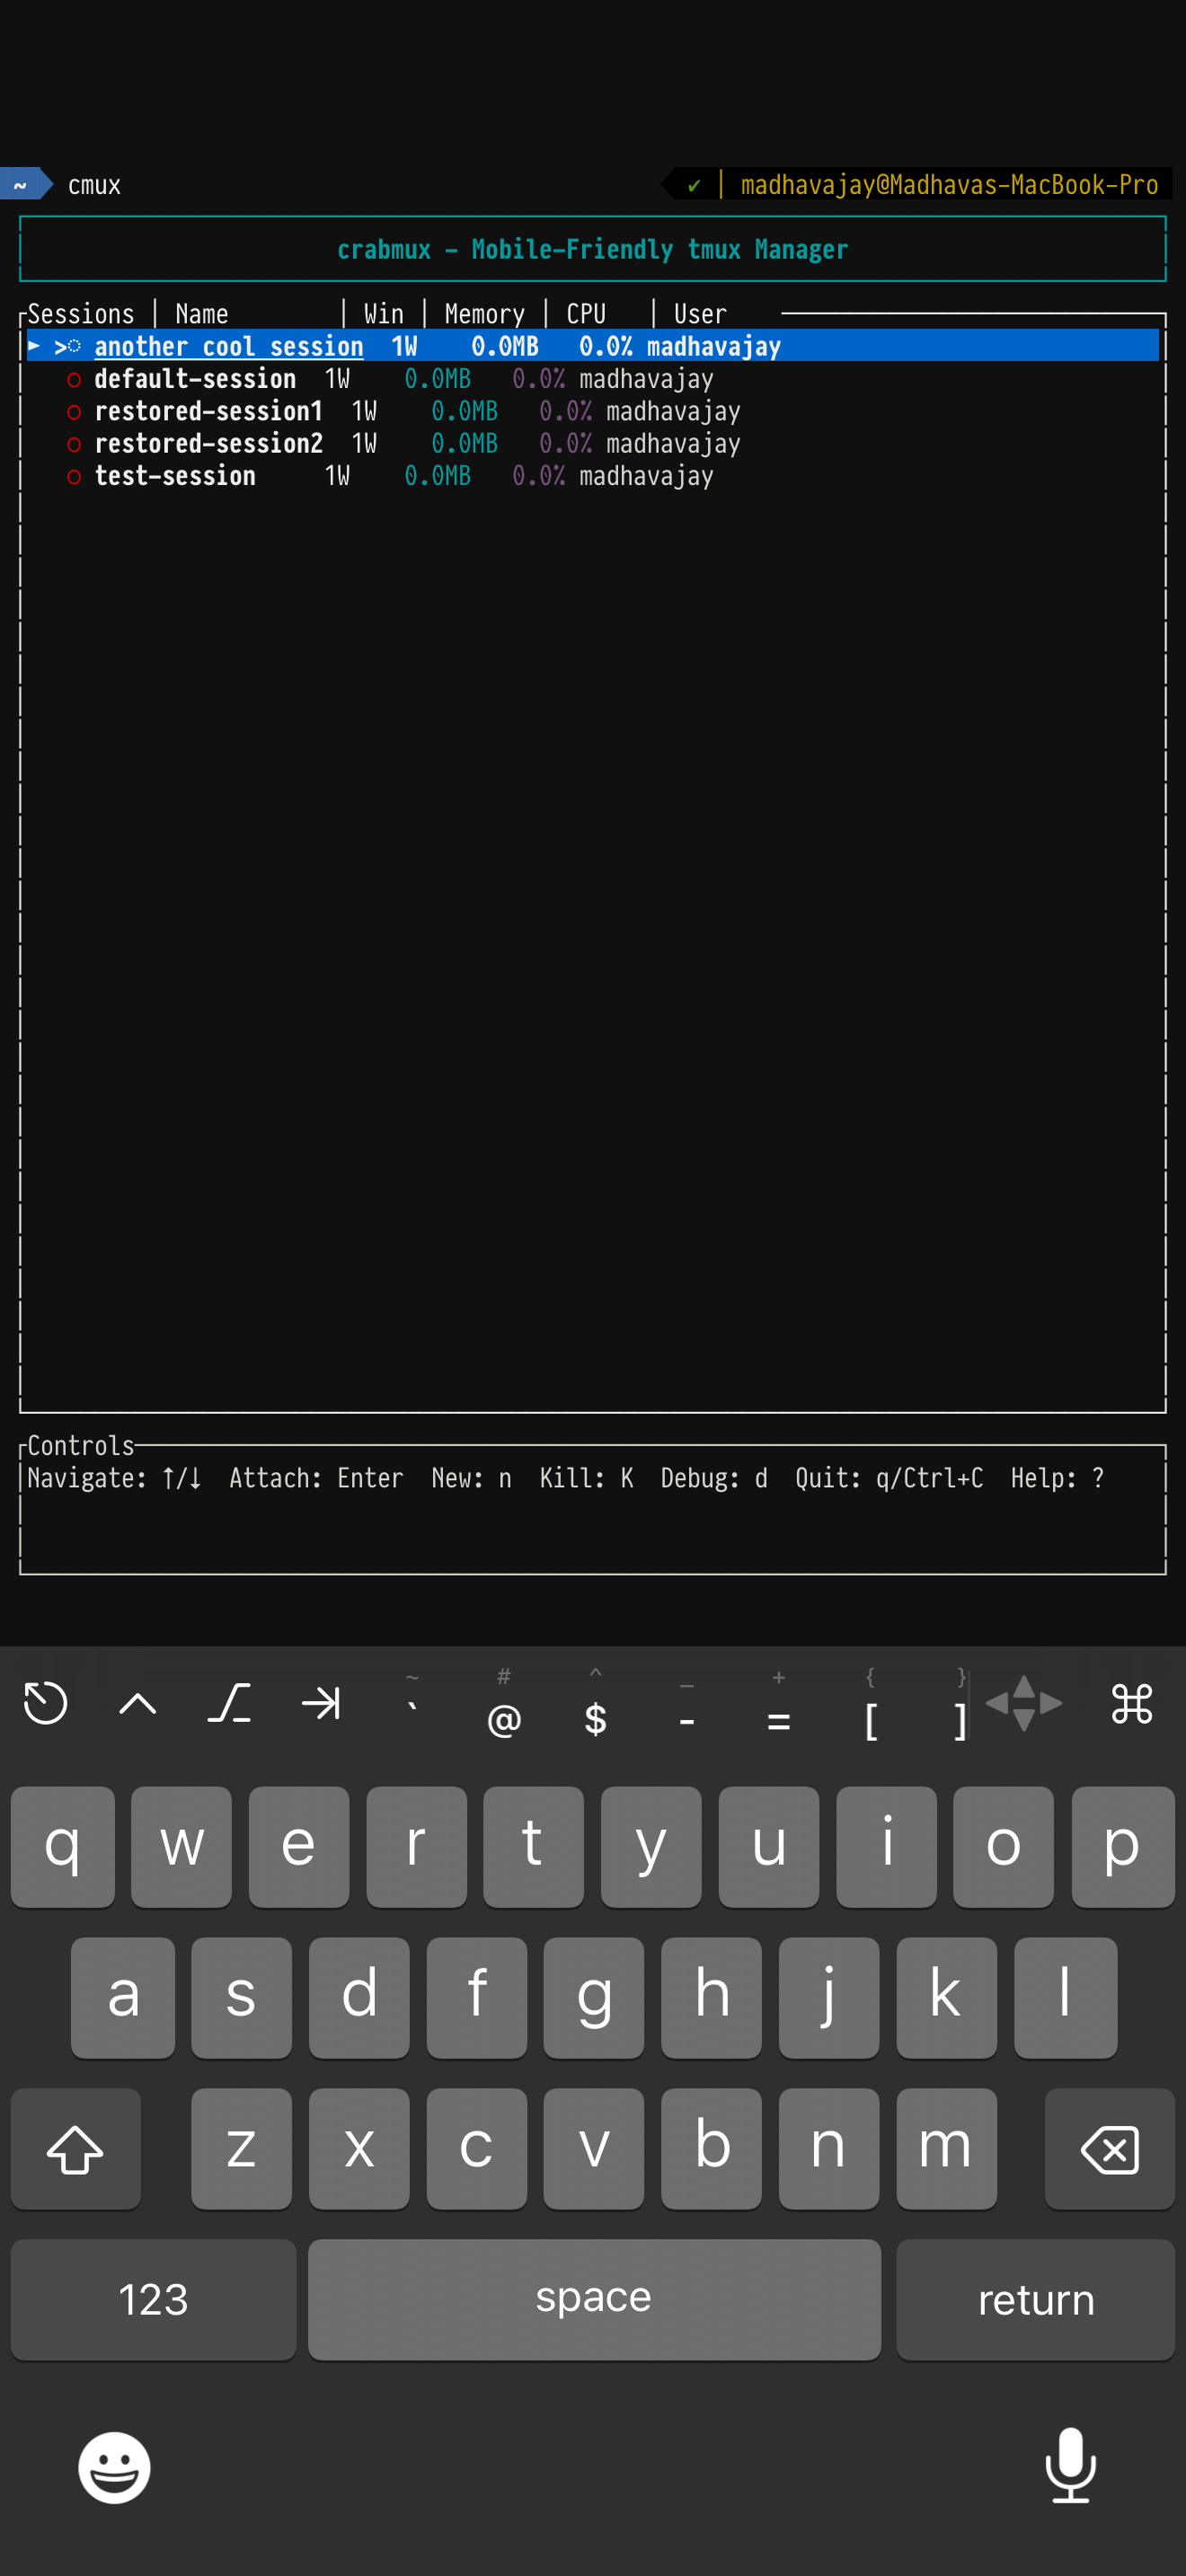 ~ cmux ✔ │ madhavajay@Madhavas-MacBook-Pro
crabmux - Mobile-Friendly tmux Manager
Sessions │ Name │ Win │ Memory │ CPU │ User
► >○ another cool session 1W 0.0MB 0.0% madhavajay
○ default-session 1W 0.0MB 0.0% madhavajay
○ restored-session1 1W 0.0MB 0.0% madhavajay
○ restored-session2 1W 0.0MB 0.0% madhavajay
○ test-session 1W 0.0MB 0.0% madhavajay
Controls
Navigate: ↑/↓ Attach: Enter New: n Kill: K Debug: d Quit: q/Ctrl+C Help: ?
~ # ^ _ + { }
` @ $ - = [ ] ⌘
q w e r t y u i o p
a s d f g h j k l
z x c v b n m
123 space return